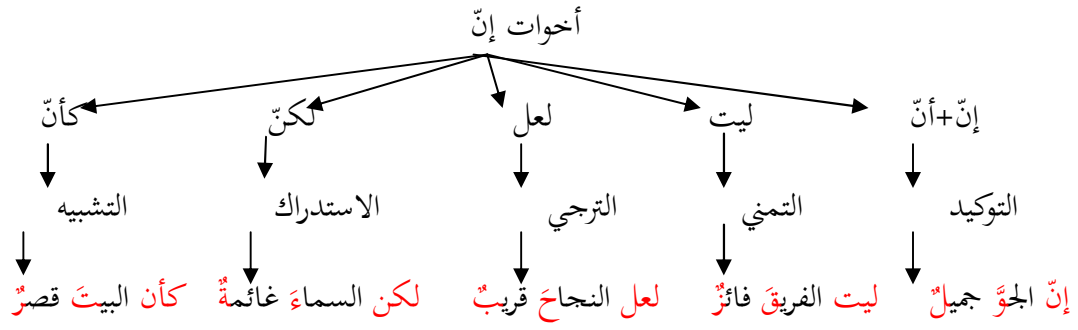 أخوات إنّ
إنّ+أنّ ليت لعل لكنّ كأنّ
التوكيد التمني الترجي الاستدراك التشبيه
إنّ الجوَّ جميلٌ ليت الفريقَ فائزٌ لعل النجاحَ قريبٌ لكن السماءَ غائمةٌ كأن البيتَ قصرٌ